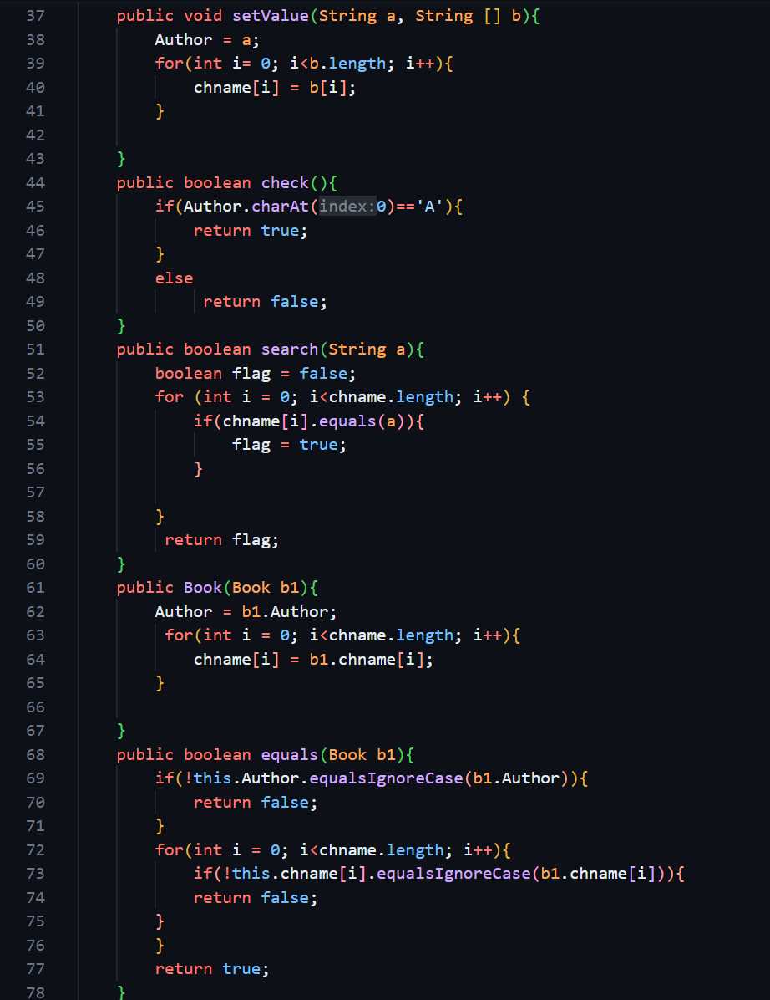 37 public void setValue(String a, String [] b){
38 Author = a;
39 for(int i= 0; i<b.length; i++){
40 chname[i] = b[i];
41 }
42
43 }
44 public boolean check(){
45 if(Author.charAt(index:0)=='A'){
46 return true;
47 }
48 else
49 return false;
50 }
51 public boolean search(String a){
52 boolean flag = false;
53 for (int i = 0; i<chname.length; i++) {
54 if(chname[i].equals(a)){
55 flag = true;
56 }
57
58 }
59 return flag;
60 }
61 public Book(Book b1){
62 Author = b1.Author;
63 for(int i = 0; i<chname.length; i++){
64 chname[i] = b1.chname[i];
65 }
66
67 }
68 public boolean equals(Book b1){
69 if(!this.Author.equalsIgnoreCase(b1.Author)){
70 return false;
71 }
72 for(int i = 0; i<chname.length; i++){
73 if(!this.chname[i].equalsIgnoreCase(b1.chname[i])){
74 return false;
75 }
76 }
77 return true;
78 }